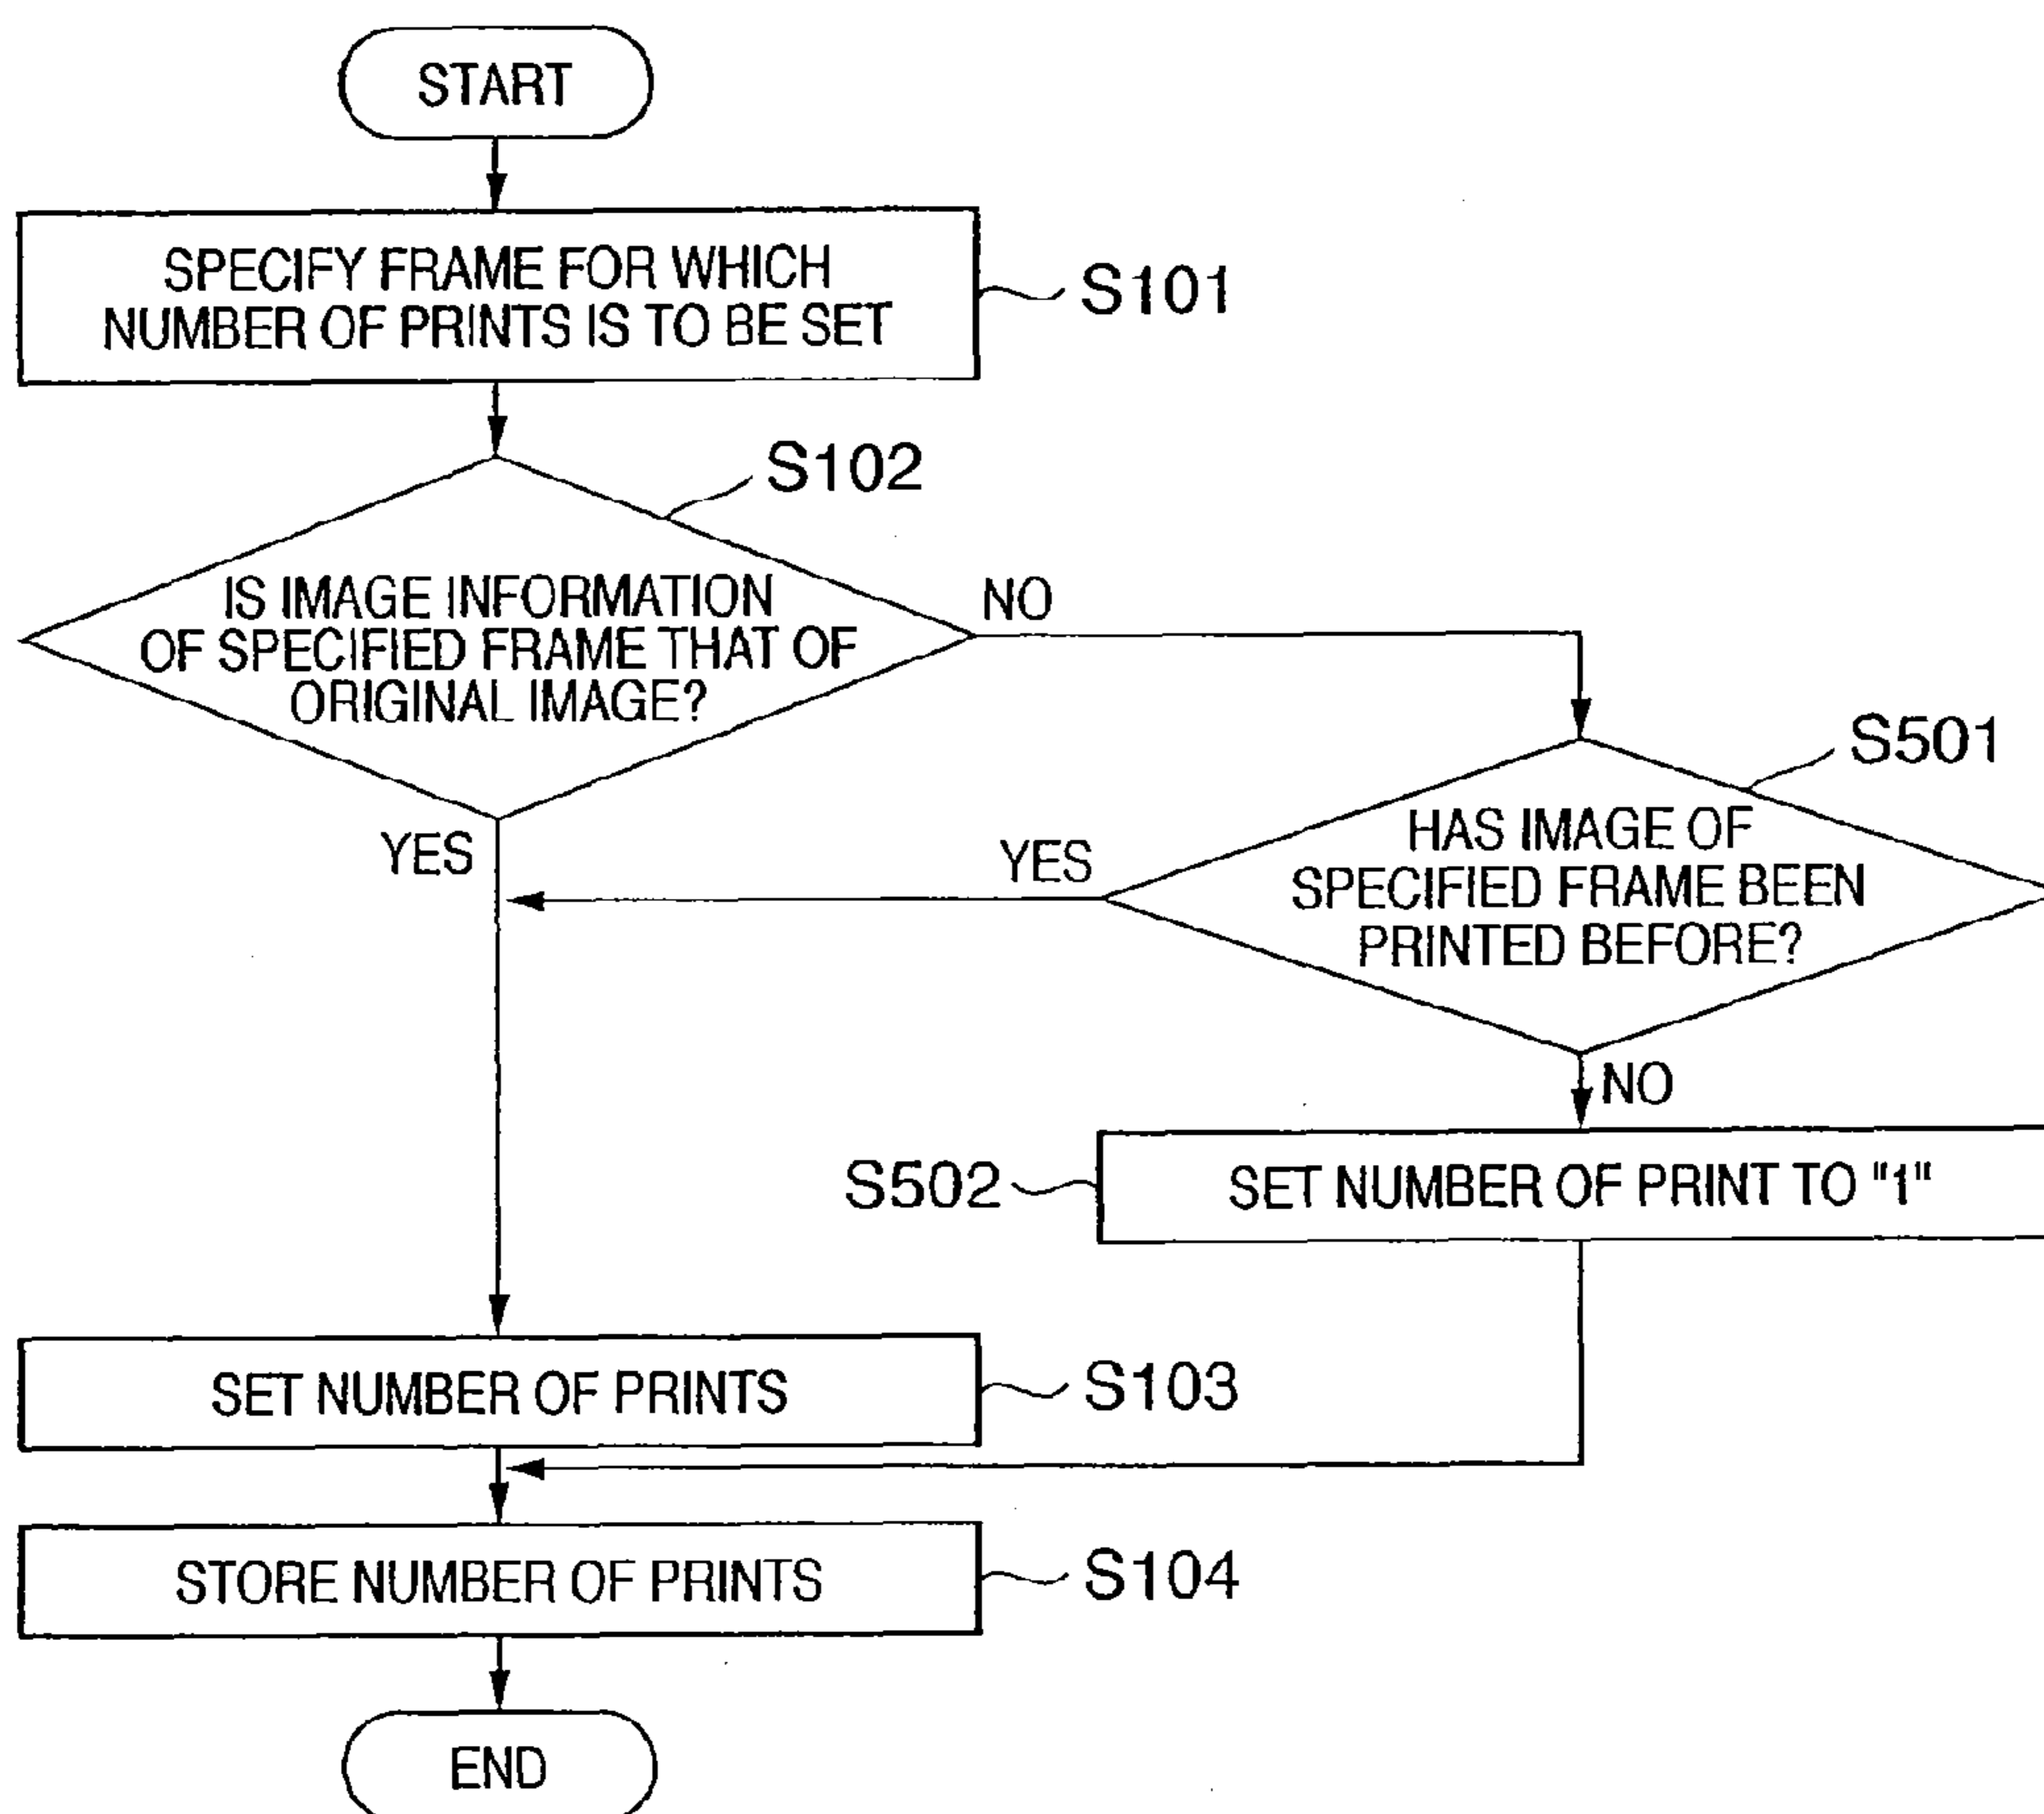 START
SPECIFY FRAME FOR WHICH
NUMBER OF PRINTS IS TO BE SET
S101
S102
IS IMAGE INFORMATION
OF SPECIFIED FRAME THAT OF
ORIGINAL IMAGE?
NO
YES
S501
HAS IMAGE OF
SPECIFIED FRAME BEEN
PRINTED BEFORE?
YES
NO
S502
SET NUMBER OF PRINT TO "1"
SET NUMBER OF PRINTS
S103
STORE NUMBER OF PRINTS
S104
END